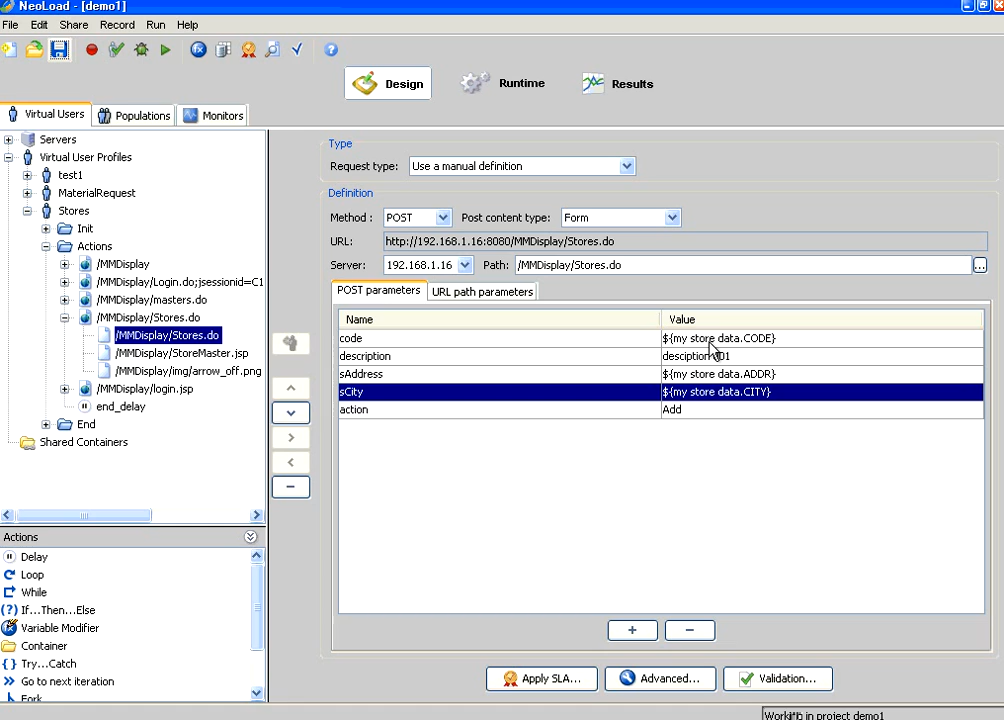 NeoLoad - [demo1]
File Edit Share Record Run Help
Design Runtime Results
Virtual Users Populations Monitors
Servers
Virtual User Profiles
test1
MaterialRequest
Stores
Init
Actions
/MMDisplay
/MMDisplay/Login.do;jsessionid=C1
/MMDisplay/masters.do
/MMDisplay/Stores.do
/MMDisplay/Stores.do
/MMDisplay/StoreMaster.jsp
/MMDisplay/img/arrow_off.png
/MMDisplay/login.jsp
end_delay
End
Shared Containers
Actions
Delay
Loop
While
If...Then...Else
Variable Modifier
Container
Try...Catch
Go to next iteration
Fork
Type
Request type: Use a manual definition
Definition
Method : POST Post content type: Form
URL: http://192.168.1.16:8080/MMDisplay/Stores.do
Server: 192.168.1.16 Path: /MMDisplay/Stores.do ...
POST parameters URL path parameters
Name Value
code ${my store data.CODE}
description
sAddress ${my store data.ADDR}
sCity ${my store data.CITY}
action Add
+ −
Apply SLA... Advanced... Validation...
Working in project demo1